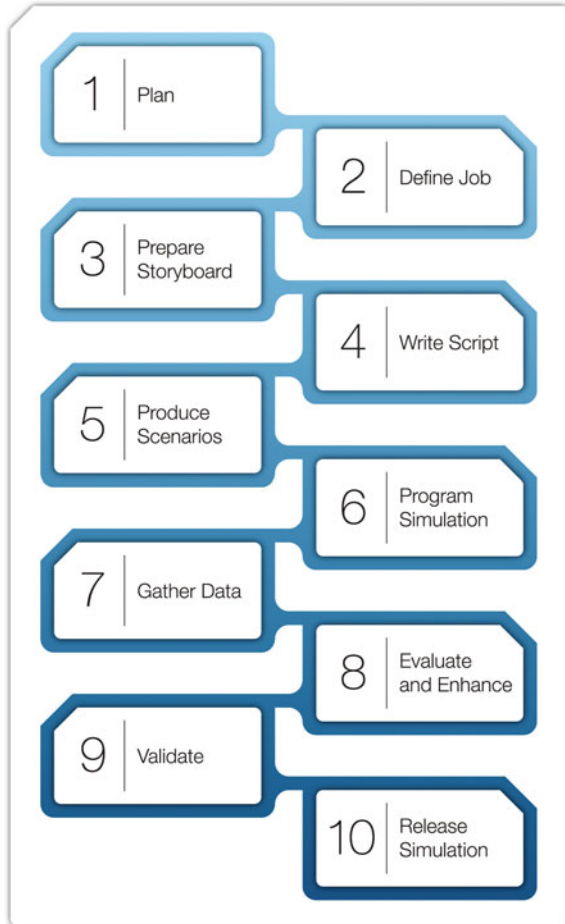 1 Plan
2 Define Job
3 Prepare
Storyboard
4 Write Script
5 Produce
Scenarios
6 Program
Simulation
7 Gather Data
8 Evaluate
and Enhance
9 Validate
10 Release
Simulation